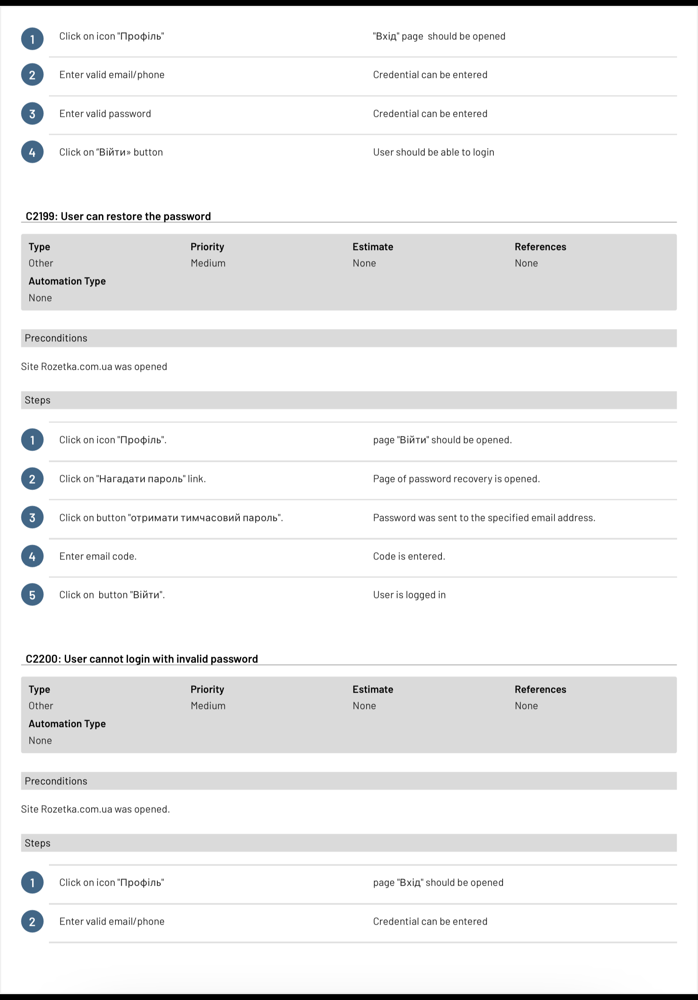 1 Click on icon "Профіль" "Вхід" page  should be opened
2 Enter valid email/phone Credential can be entered
3 Enter valid password Credential can be entered
4 Click on “Війти» button User should be able to login
C2199: User can restore the password
Type Priority Estimate References
Other Medium None None
Automation Type
None
Preconditions
Site Rozetka.com.ua was opened
Steps
1 Click on icon "Профіль". page "Війти" should be opened.
2 Click on "Нагадати пароль" link. Page of password recovery is opened.
3 Click on button "отримати тимчасовий пароль". Password was sent to the specified email address.
4 Enter email code. Code is entered.
5 Click on  button "Війти". User is logged in
C2200: User cannot login with invalid password
Type Priority Estimate References
Other Medium None None
Automation Type
None
Preconditions
Site Rozetka.com.ua was opened.
Steps
1 Click on icon "Профіль" page "Вхід" should be opened
2 Enter valid email/phone Credential can be entered